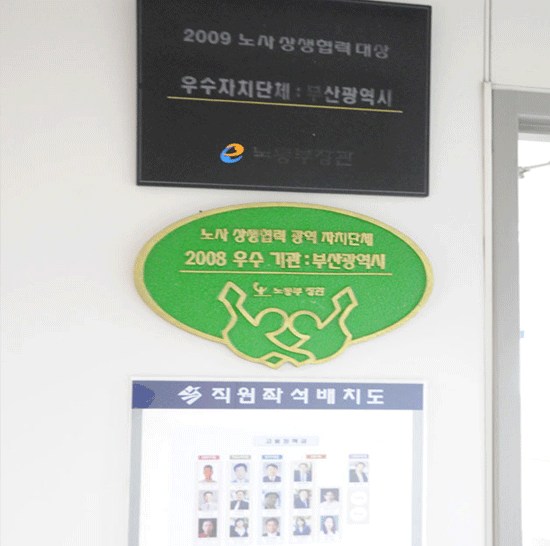 2009 노사 상생협력 대상
우수자치단체 : 부산광역시
노동부장관
노사 상생협력 광역 자치단체
2008 우수 기관 : 부산광역시
노동부 장관
직원좌석배치도